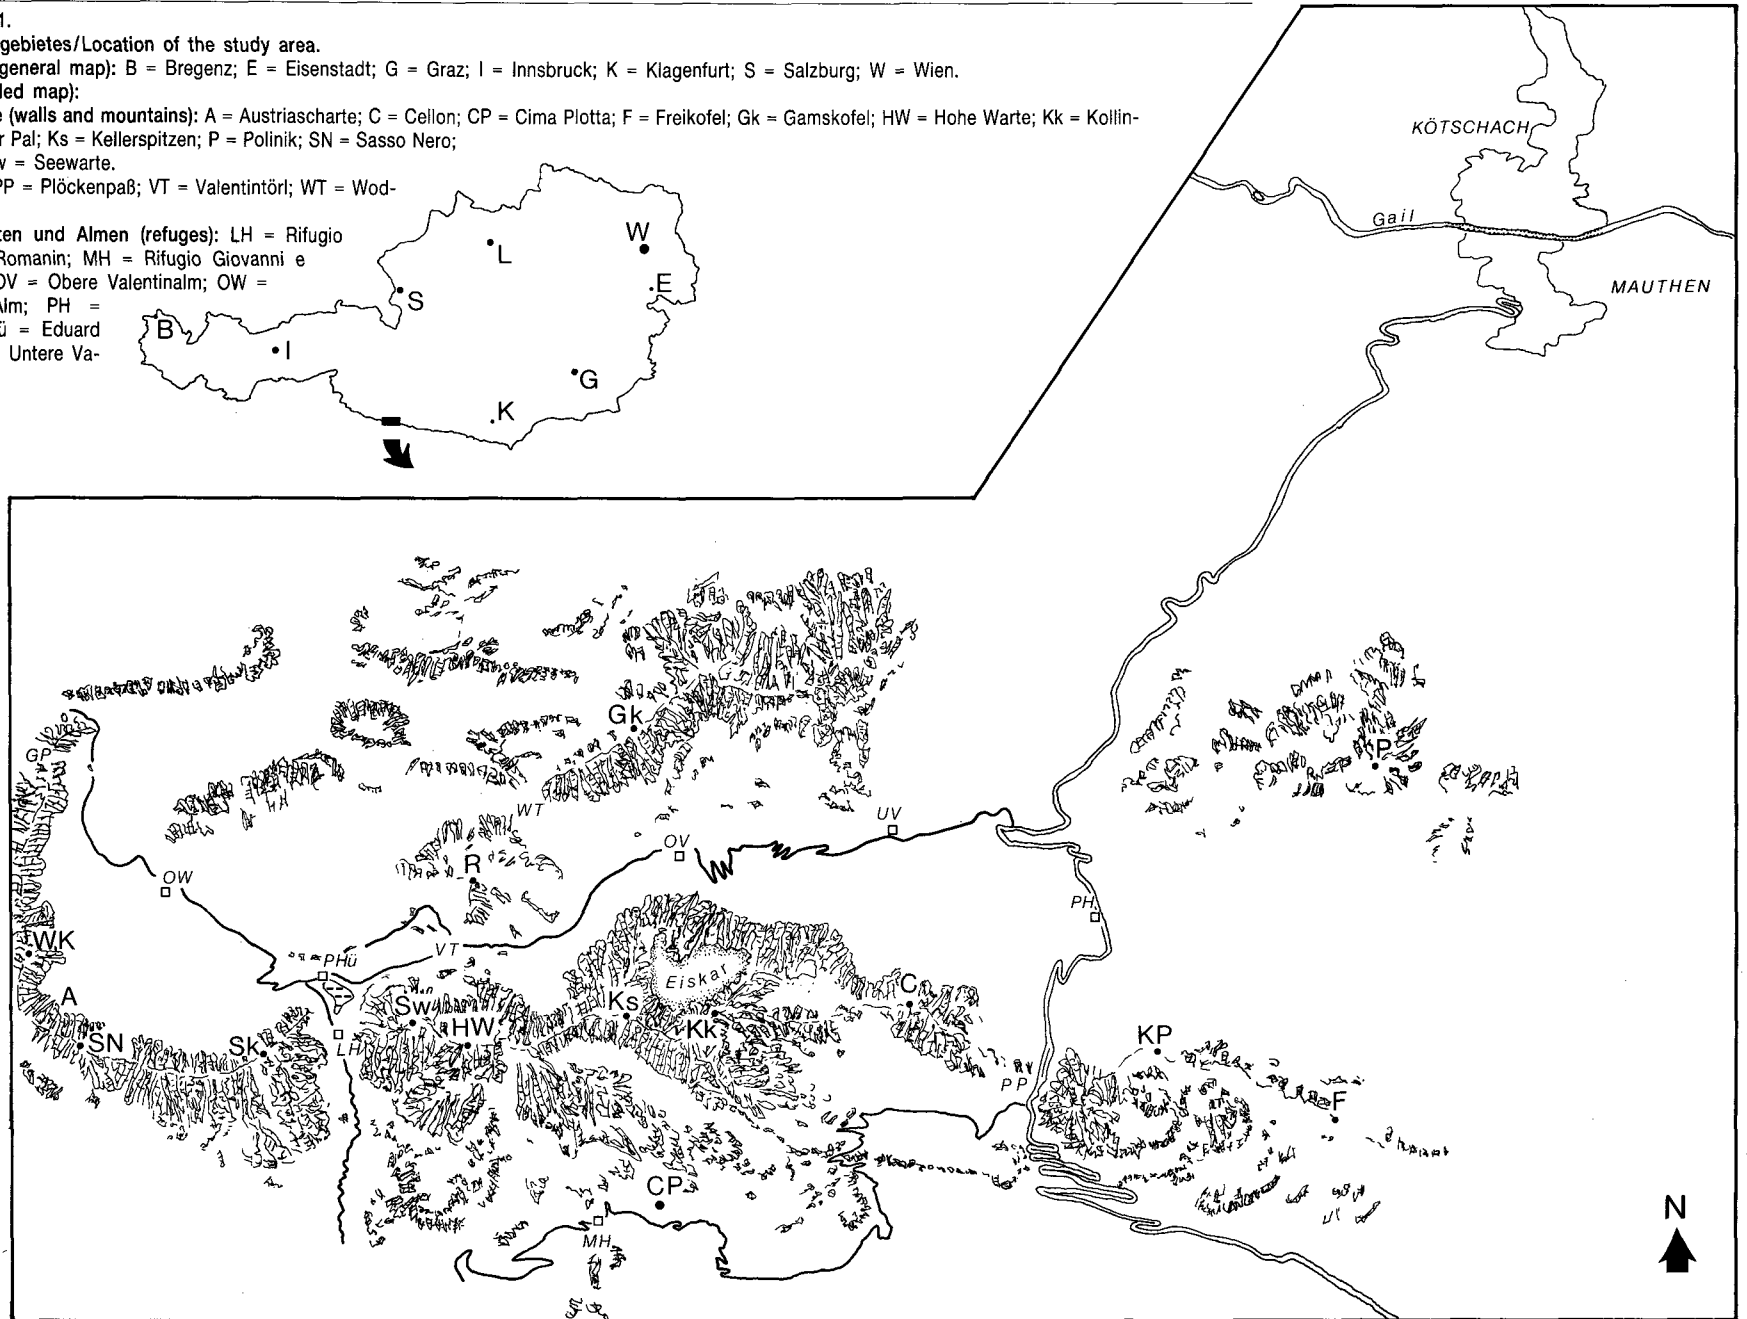 1.
gebietes/Location of the study area.
general map): B = Bregenz; E = Eisenstadt; G = Graz; I = Innsbruck; K = Klagenfurt; S = Salzburg; W = Wien.
led map):
e (walls and mountains): A = Austriascharte; C = Cellon; CP = Cima Plotta; F = Freikofel; Gk = Gamskofel; HW = Hohe Warte; Kk = Kollin-
r Pal; Ks = Kellerspitzen; P = Polinik; SN = Sasso Nero;
w = Seewarte.
PP = Plöckenpaß; VT = Valentintörl; WT = Wod-
ten und Almen (refuges): LH = Rifugio
Romanin; MH = Rifugio Giovanni e
OV = Obere Valentinalm; OW =
Alm; PH =
ü = Eduard
Untere Va-
L
W
E
S
B
I
G
K
KÖTSCHACH
Gail
MAUTHEN
Gk
GP
P
WT
UV
OV
R
OW
PH
WK
VT
PHü
Eiskar
A
Sw
Ks
C
HW
Kk
SN
Sk
LH
KP
PP
F
CP
MH
N